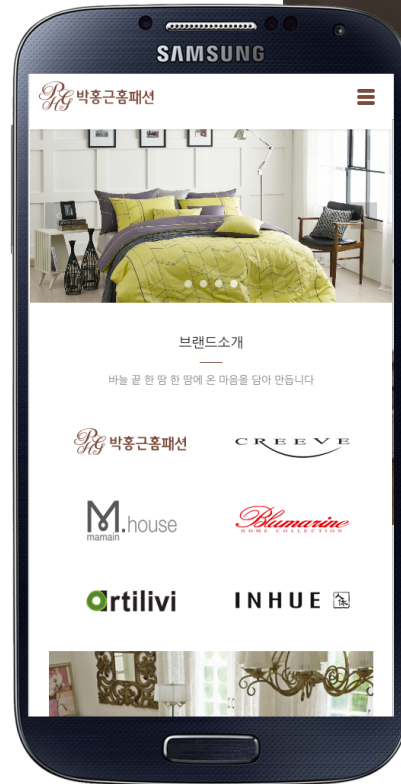 SAMSUNG
PHG 박홍근홈패션
브랜드소개
바늘 끝 한 땀 한 땀에 온 마음을 담아 만듭니다
PHG 박홍근홈패션
CREEVE
M.house
mamain
Blumarine
HOME COLLECTION
artilivi
INHUE